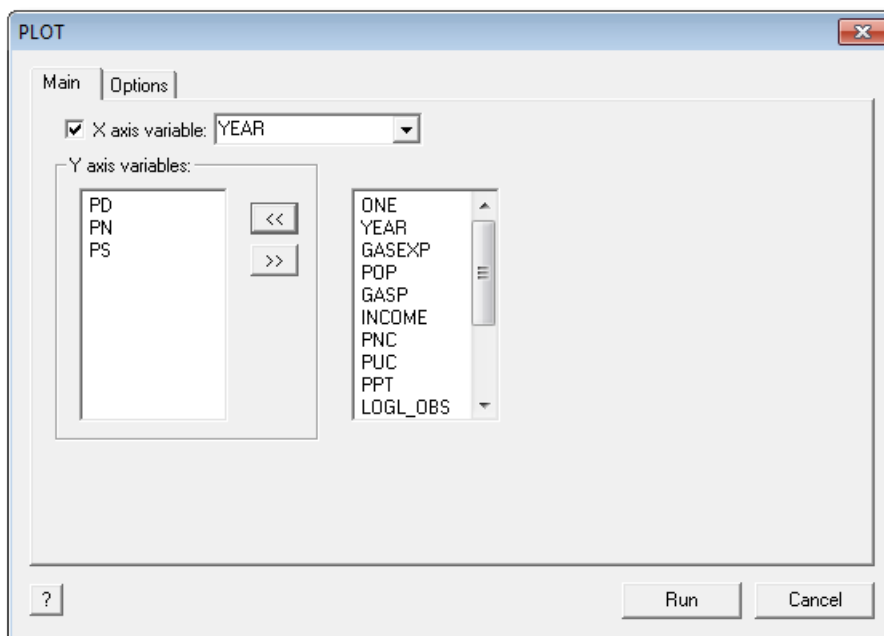 PLOT
Main Options
X axis variable: YEAR
Y axis variables:
PD
PN
PS
<<
>>
ONE
YEAR
GASEXP
POP
GASP
INCOME
PNC
PUC
PPT
LOGL_OBS
? Run Cancel